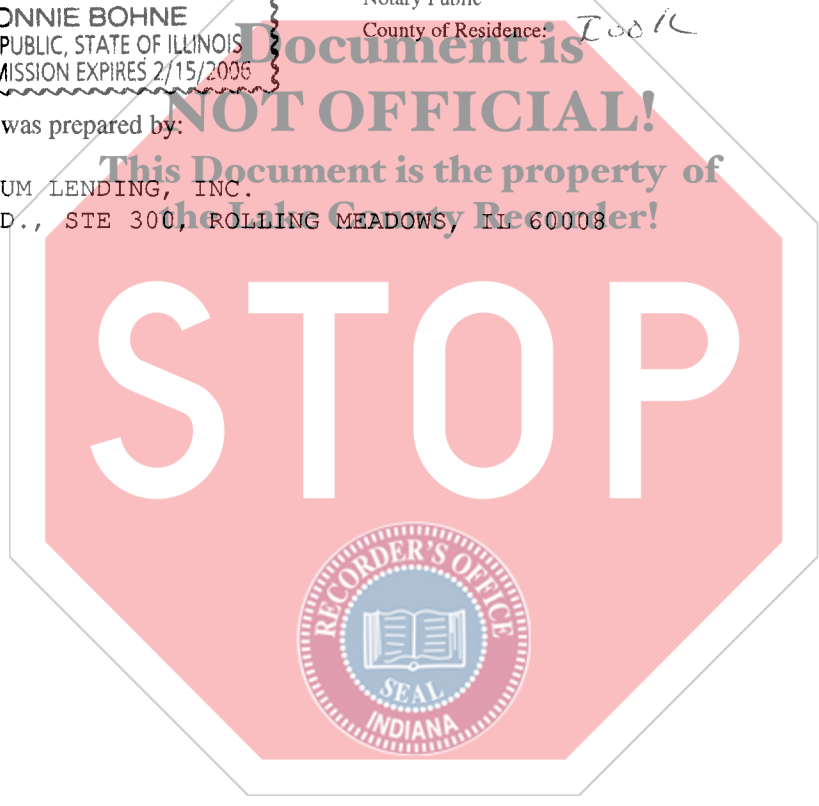 ONNIE BOHNE
PUBLIC, STATE OF ILLINOIS
MISSION EXPIRES 2/15/2006
Notary Public
County of Residence:
Document is
NOT OFFICIAL!
was prepared by:
This Document is the property of
the Lake County Recorder!
UM LENDING, INC.
D., STE 300, ROLLING MEADOWS, IL 60008
STOP
RECORDER'S OFFICE
SEAL
INDIANA